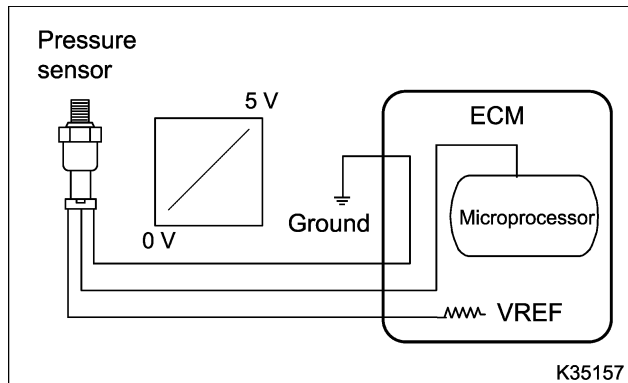 Pressure
sensor
5 V
0 V
Ground
ECM
Microprocessor
VREF
K35157